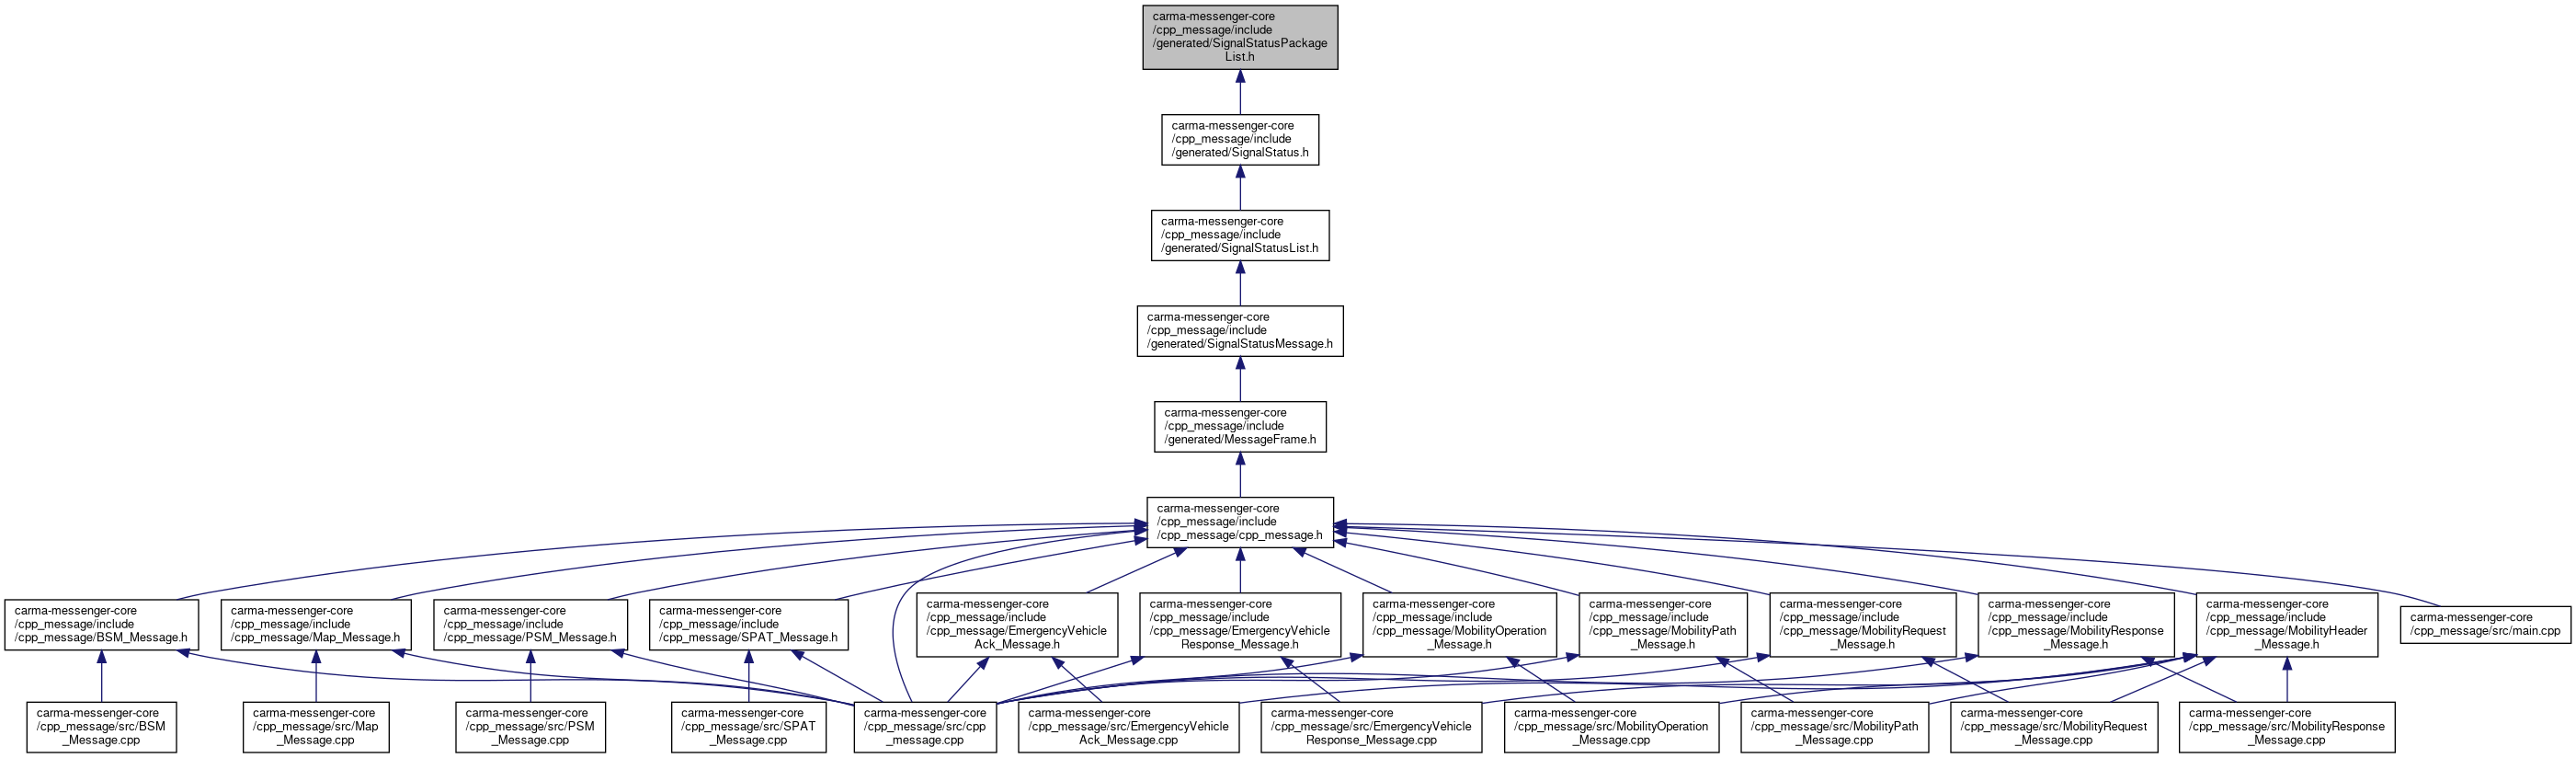 carma-messenger-core
/cpp_message/include
/generated/SignalStatusPackage
List.h
carma-messenger-core
/cpp_message/include
/generated/SignalStatus.h
carma-messenger-core
/cpp_message/include
/generated/SignalStatusList.h
carma-messenger-core
/cpp_message/include
/generated/SignalStatusMessage.h
carma-messenger-core
/cpp_message/include
/generated/MessageFrame.h
carma-messenger-core
/cpp_message/include
/cpp_message/cpp_message.h
carma-messenger-core
/cpp_message/include
/cpp_message/BSM_Message.h
carma-messenger-core
/cpp_message/include
/cpp_message/Map_Message.h
carma-messenger-core
/cpp_message/include
/cpp_message/PSM_Message.h
carma-messenger-core
/cpp_message/include
/cpp_message/SPAT_Message.h
carma-messenger-core
/cpp_message/include
/cpp_message/EmergencyVehicle
Ack_Message.h
carma-messenger-core
/cpp_message/include
/cpp_message/EmergencyVehicle
Response_Message.h
carma-messenger-core
/cpp_message/include
/cpp_message/MobilityOperation
_Message.h
carma-messenger-core
/cpp_message/include
/cpp_message/MobilityPath
_Message.h
carma-messenger-core
/cpp_message/include
/cpp_message/MobilityRequest
_Message.h
carma-messenger-core
/cpp_message/include
/cpp_message/MobilityResponse
_Message.h
carma-messenger-core
/cpp_message/include
/cpp_message/MobilityHeader
_Message.h
carma-messenger-core
/cpp_message/src/main.cpp
carma-messenger-core
/cpp_message/src/BSM
_Message.cpp
carma-messenger-core
/cpp_message/src/Map
_Message.cpp
carma-messenger-core
/cpp_message/src/PSM
_Message.cpp
carma-messenger-core
/cpp_message/src/SPAT
_Message.cpp
carma-messenger-core
/cpp_message/src/cpp
_message.cpp
carma-messenger-core
/cpp_message/src/EmergencyVehicle
Ack_Message.cpp
carma-messenger-core
/cpp_message/src/EmergencyVehicle
Response_Message.cpp
carma-messenger-core
/cpp_message/src/MobilityOperation
_Message.cpp
carma-messenger-core
/cpp_message/src/MobilityPath
_Message.cpp
carma-messenger-core
/cpp_message/src/MobilityRequest
_Message.cpp
carma-messenger-core
/cpp_message/src/MobilityResponse
_Message.cpp